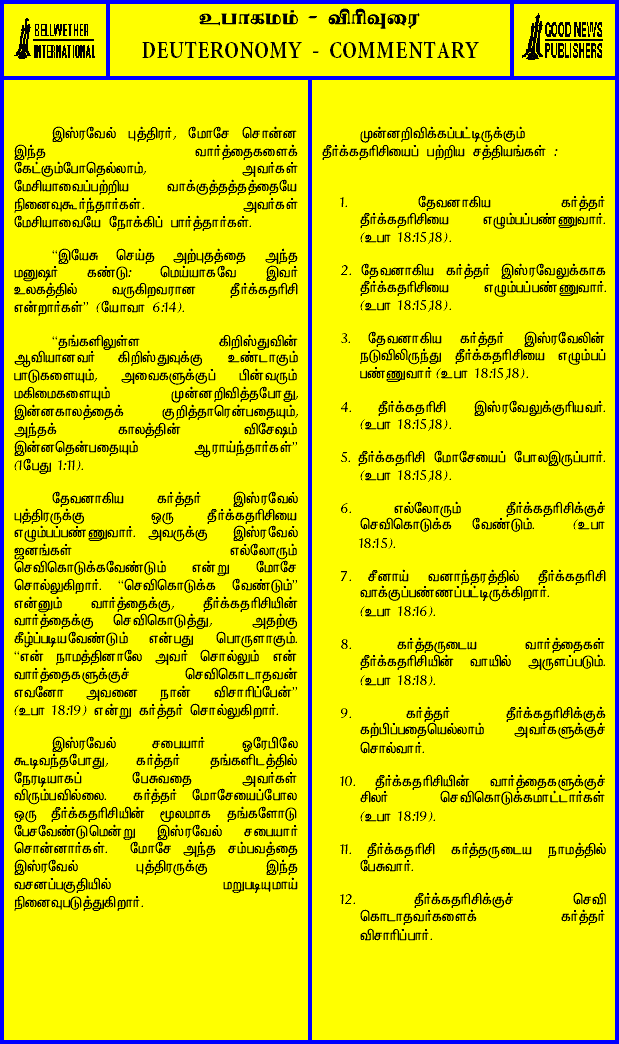 BELLWETHER
INTERNATIONAL
உபாகமம் - விரிவுரை
DEUTERONOMY - COMMENTARY
GOOD NEWS
PUBLISHERS
இஸ்ரவேல் புத்திரர், மோசே சொன்ன
இந்த வார்த்தைகளைக்
கேட்கும்போதெல்லாம், அவர்கள்
மேசியாவைப்பற்றிய வாக்குத்தத்தத்தையே
நினைவுகூர்ந்தார்கள். அவர்கள்
மேசியாவையே நோக்கிப் பார்த்தார்கள்.
“இயேசு செய்த அற்புதத்தை அந்த
மனுஷர் கண்டு: மெய்யாகவே இவர்
உலகத்தில் வருகிறவரான தீர்க்கதரிசி
என்றார்கள்” (யோவா 6:14).
“தங்களிலுள்ள கிறிஸ்துவின்
ஆவியானவர் கிறிஸ்துவுக்கு உண்டாகும்
பாடுகளையும், அவைகளுக்குப் பின்வரும்
மகிமைகளையும் முன்னறிவித்தபோது,
இன்னகாலத்தைக் குறித்தாரென்பதையும்,
அந்தக் காலத்தின் விசேஷம்
இன்னதென்பதையும் ஆராய்ந்தார்கள்”
(1பேது 1:11).
தேவனாகிய கர்த்தர் இஸ்ரவேல்
புத்திரருக்கு ஒரு தீர்க்கதரிசியை
எழும்பப்பண்ணுவார். அவருக்கு இஸ்ரவேல்
ஜனங்கள் எல்லோரும்
செவிகொடுக்கவேண்டும் என்று மோசே
சொல்லுகிறார். “செவிகொடுக்க வேண்டும்”
என்னும் வார்த்தைக்கு, தீர்க்கதரிசியின்
வார்த்தைக்கு செவிகொடுத்து, அதற்கு
கீழ்ப்படியவேண்டும் என்பது பொருளாகும்.
“என் நாமத்தினாலே அவர் சொல்லும் என்
வார்த்தைகளுக்குச் செவிகொடாதவன்
எவனோ அவனை நான் விசாரிப்பேன்”
(உபா 18:19) என்று கர்த்தர் சொல்லுகிறார்.
இஸ்ரவேல் சபையார் ஓரேபிலே
கூடிவந்தபோது, கர்த்தர் தங்களிடத்தில்
நேரடியாகப் பேசுவதை அவர்கள்
விரும்பவில்லை. கர்த்தர் மோசேயைப்போல
ஒரு தீர்க்கதரிசியின் மூலமாக தங்களோடு
பேசவேண்டுமென்று இஸ்ரவேல் சபையார்
சொன்னார்கள். மோசே அந்த சம்பவத்தை
இஸ்ரவேல் புத்திரருக்கு இந்த
வசனப்பகுதியில் மறுபடியுமாய்
நினைவுபடுத்துகிறார்.
முன்னறிவிக்கப்பட்டிருக்கும்
தீர்க்கதரிசியைப் பற்றிய சத்தியங்கள் :
1. தேவனாகிய கர்த்தர்
தீர்க்கதரிசியை எழும்பப்பண்ணுவார்.
(உபா 18:15,18).
2. தேவனாகிய கர்த்தர் இஸ்ரவேலுக்காக
தீர்க்கதரிசியை எழும்பப்பண்ணுவார்.
(உபா 18:15,18).
3. தேவனாகிய கர்த்தர் இஸ்ரவேலின்
நடுவிலிருந்து தீர்க்கதரிசியை எழும்பப்
பண்ணுவார் (உபா 18:15,18).
4. தீர்க்கதரிசி இஸ்ரவேலுக்குரியவர்.
(உபா 18:15,18).
5. தீர்க்கதரிசி மோசேயைப் போலஇருப்பார்.
(உபா 18:15,18).
6. எல்லோரும் தீர்க்கதரிசிக்குச்
செவிகொடுக்க வேண்டும். (உபா
18:15).
7. சீனாய் வனாந்தரத்தில் தீர்க்கதரிசி
வாக்குப்பண்ணப்பட்டிருக்கிறார்.
(உபா 18:16).
8. கர்த்தருடைய வார்த்தைகள்
தீர்க்கதரிசியின் வாயில் அருளப்படும்.
(உபா 18:18).
9. கர்த்தர் தீர்க்கதரிசிக்குக்
கற்பிப்பதையெல்லாம் அவர்களுக்குச்
சொல்வார்.
10. தீர்க்கதரிசியின் வார்த்தைகளுக்குச்
சிலர் செவிகொடுக்கமாட்டார்கள்
(உபா 18:19).
11. தீர்க்கதரிசி கர்த்தருடைய நாமத்தில்
பேசுவார்.
12. தீர்க்கதரிசிக்குச் செவி
கொடாதவர்களைக் கர்த்தர்
விசாரிப்பார்.